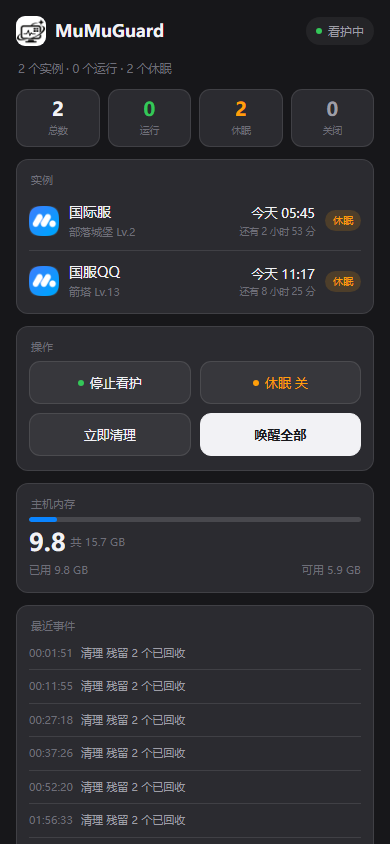 MuMuGuard
看护中
2 个实例 · 0 个运行 · 2 个休眠
2 0 2 0
总数 运行 休眠 关闭
实例
国际服 今天 05:45 休眠
部落城堡 Lv.2 还有 2 小时 53 分
国服QQ 今天 11:17 休眠
箭塔 Lv.13 还有 8 小时 25 分
操作
停止看护 休眠 关
立即清理 唤醒全部
主机内存
9.8 共 15.7 GB
已用 9.8 GB 可用 5.9 GB
最近事件
00:01:51 清理 残留 2 个已回收
00:11:55 清理 残留 2 个已回收
00:27:18 清理 残留 2 个已回收
00:37:26 清理 残留 2 个已回收
00:52:20 清理 残留 2 个已回收
01:56:33 清理 残留 2 个已回收